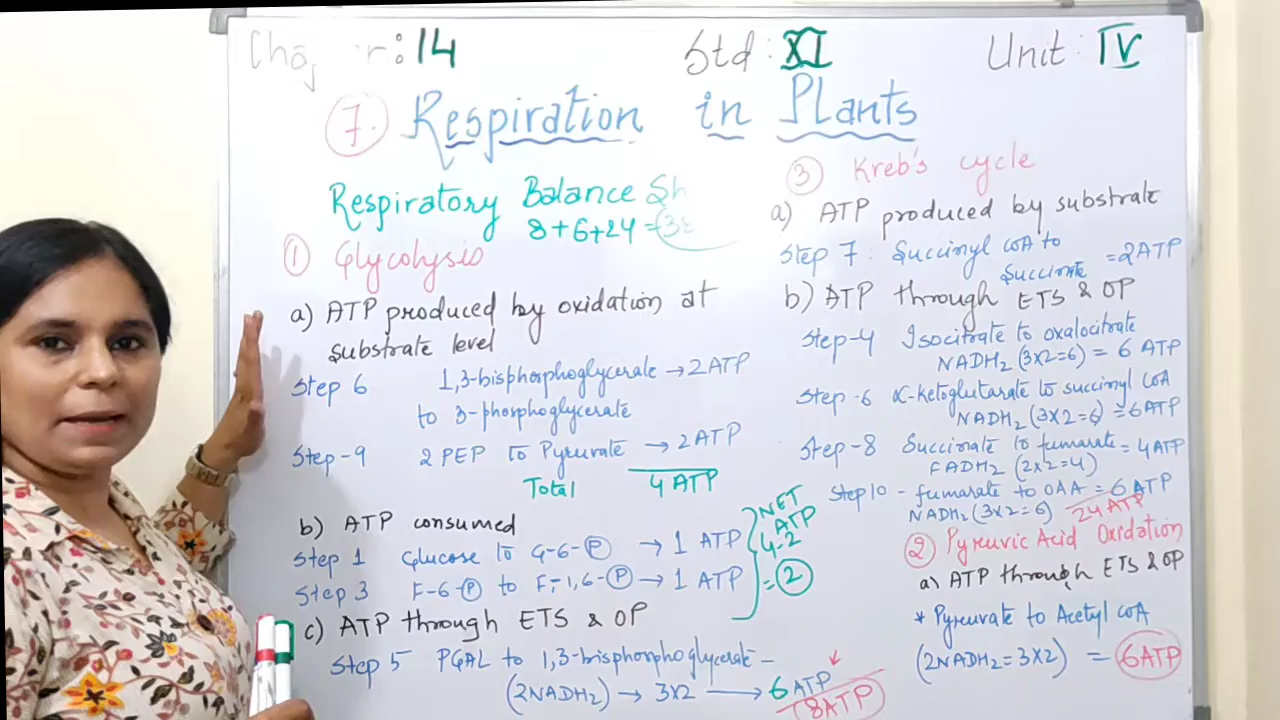 : 14
Std : XI
Unit : IV
7. Respiration in Plants
Respiratory Balance
8+6+24 =
① Glycolysis
a) ATP produced by oxidation at
substrate level
Step 6 1,3-bisphosphoglycerate → 2ATP
to 3-phosphoglycerate
Step-9 2 PEP to Pyruvate → 2ATP
Total 4 ATP
b) ATP consumed
Step 1 Glucose to G-6-Ⓟ → 1 ATP
Step 3 F-6-Ⓟ to F-1,6-Ⓟ → 1 ATP
NET
ATP
4-2
= 2
c) ATP through ETS & OP
Step 5 PGAL to 1,3-bisphosphoglycerate –
(2NADH₂) → 3x2 → 6 ATP
8ATP
③ Kreb's cycle
a) ATP produced by substrate
Step 7 : Succinyl CoA to
Succinate = 2ATP
b) ATP through ETS & OP
Step-4 Isocitrate to oxalocitrate
NADH₂ (3x2=6) = 6 ATP
Step-6 α-ketoglutarate to succinyl CoA
NADH₂ (3x2=6) = 6ATP
Step-8 Succinate to fumarate = 4ATP
FADH₂ (2x2=4)
Step10 - fumarate to OAA = 6 ATP
NADH₂ (3x2=6)
24 ATP
② Pyruvic Acid Oxidation
a) ATP through ETS & OP
* Pyruvate to Acetyl CoA
(2NADH₂=3x2) = 6ATP